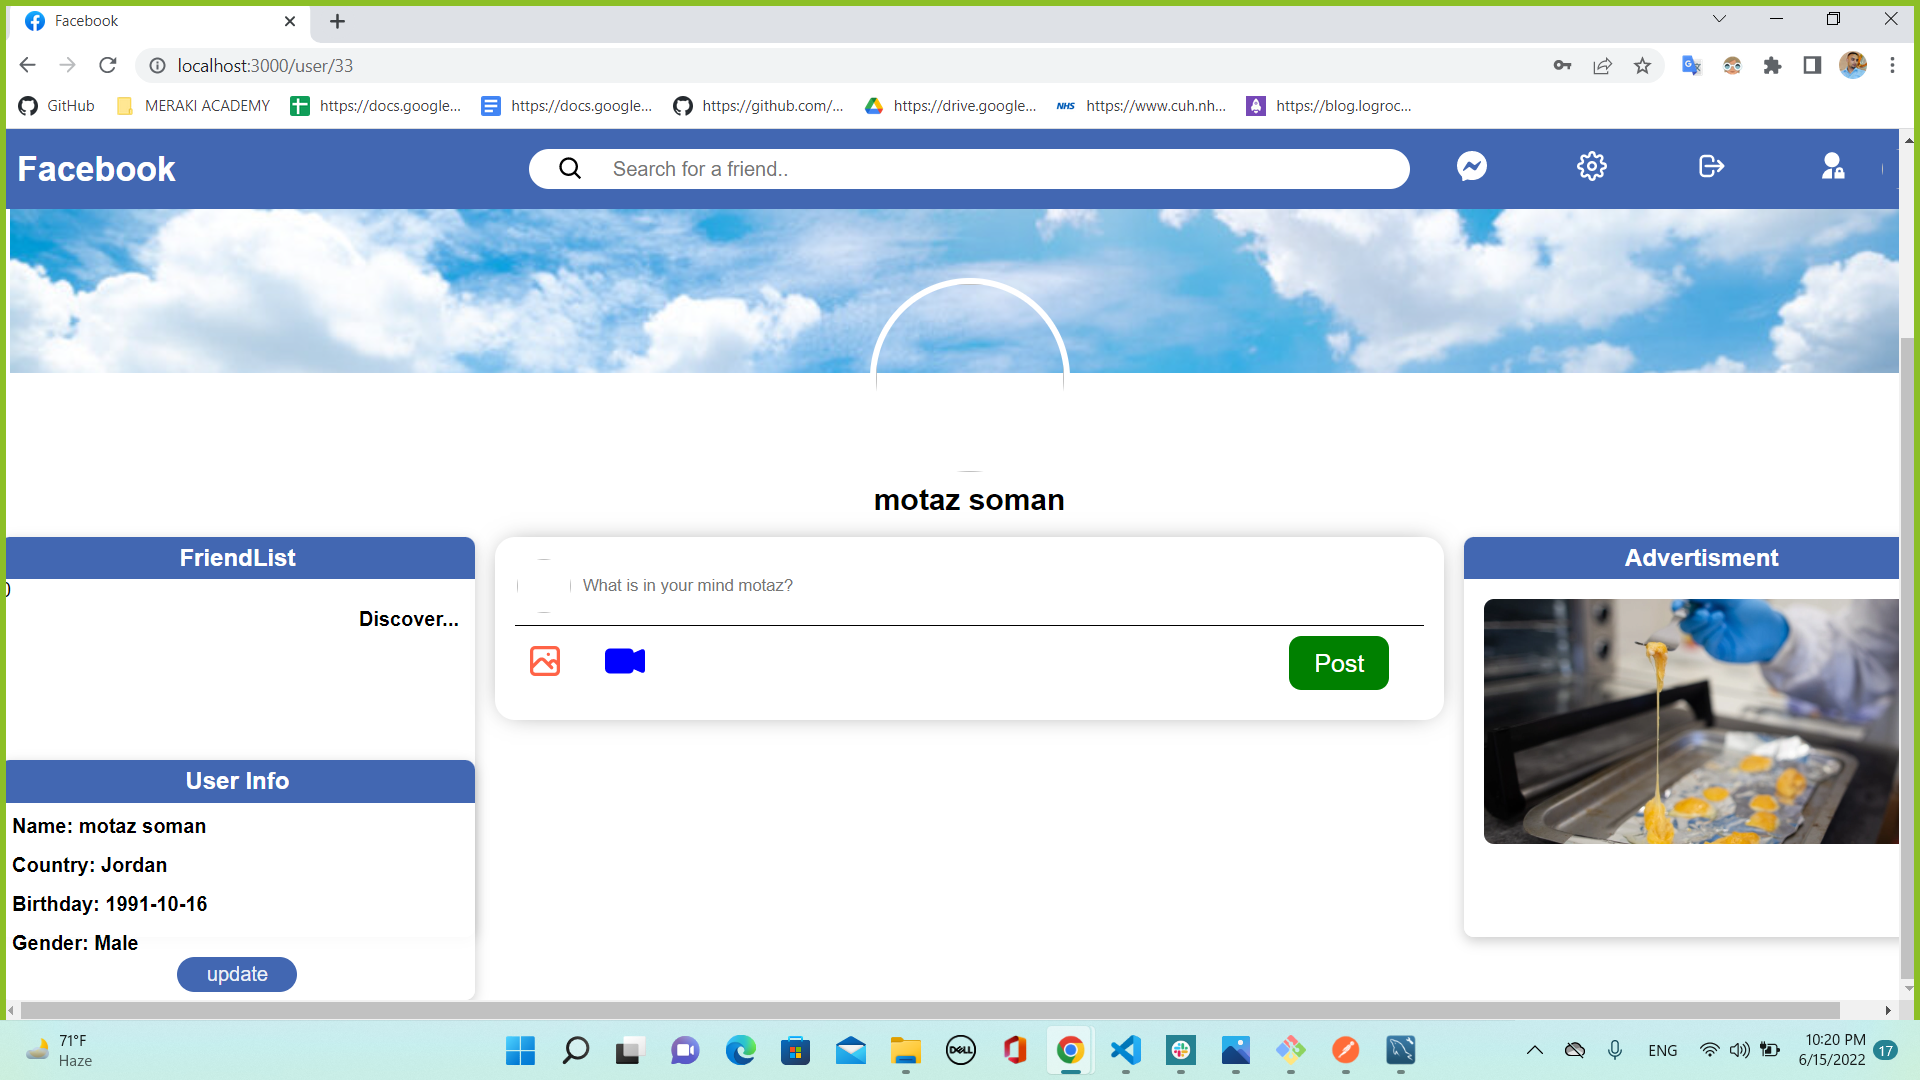 Facebook
localhost:3000/user/33
GitHub
MERAKI ACADEMY
https://docs.google...
https://docs.google...
https://github.com/...
https://drive.google...
NHS
https://www.cuh.nh...
https://blog.logroc...
Facebook
Search for a friend..
motaz soman
FriendList
Discover...
What is in your mind motaz?
Post
Advertisment
User Info
Name: motaz soman
Country: Jordan
Birthday: 1991-10-16
Gender: Male
update
71°F
Haze
DELL
ENG
10:20 PM
6/15/2022
17